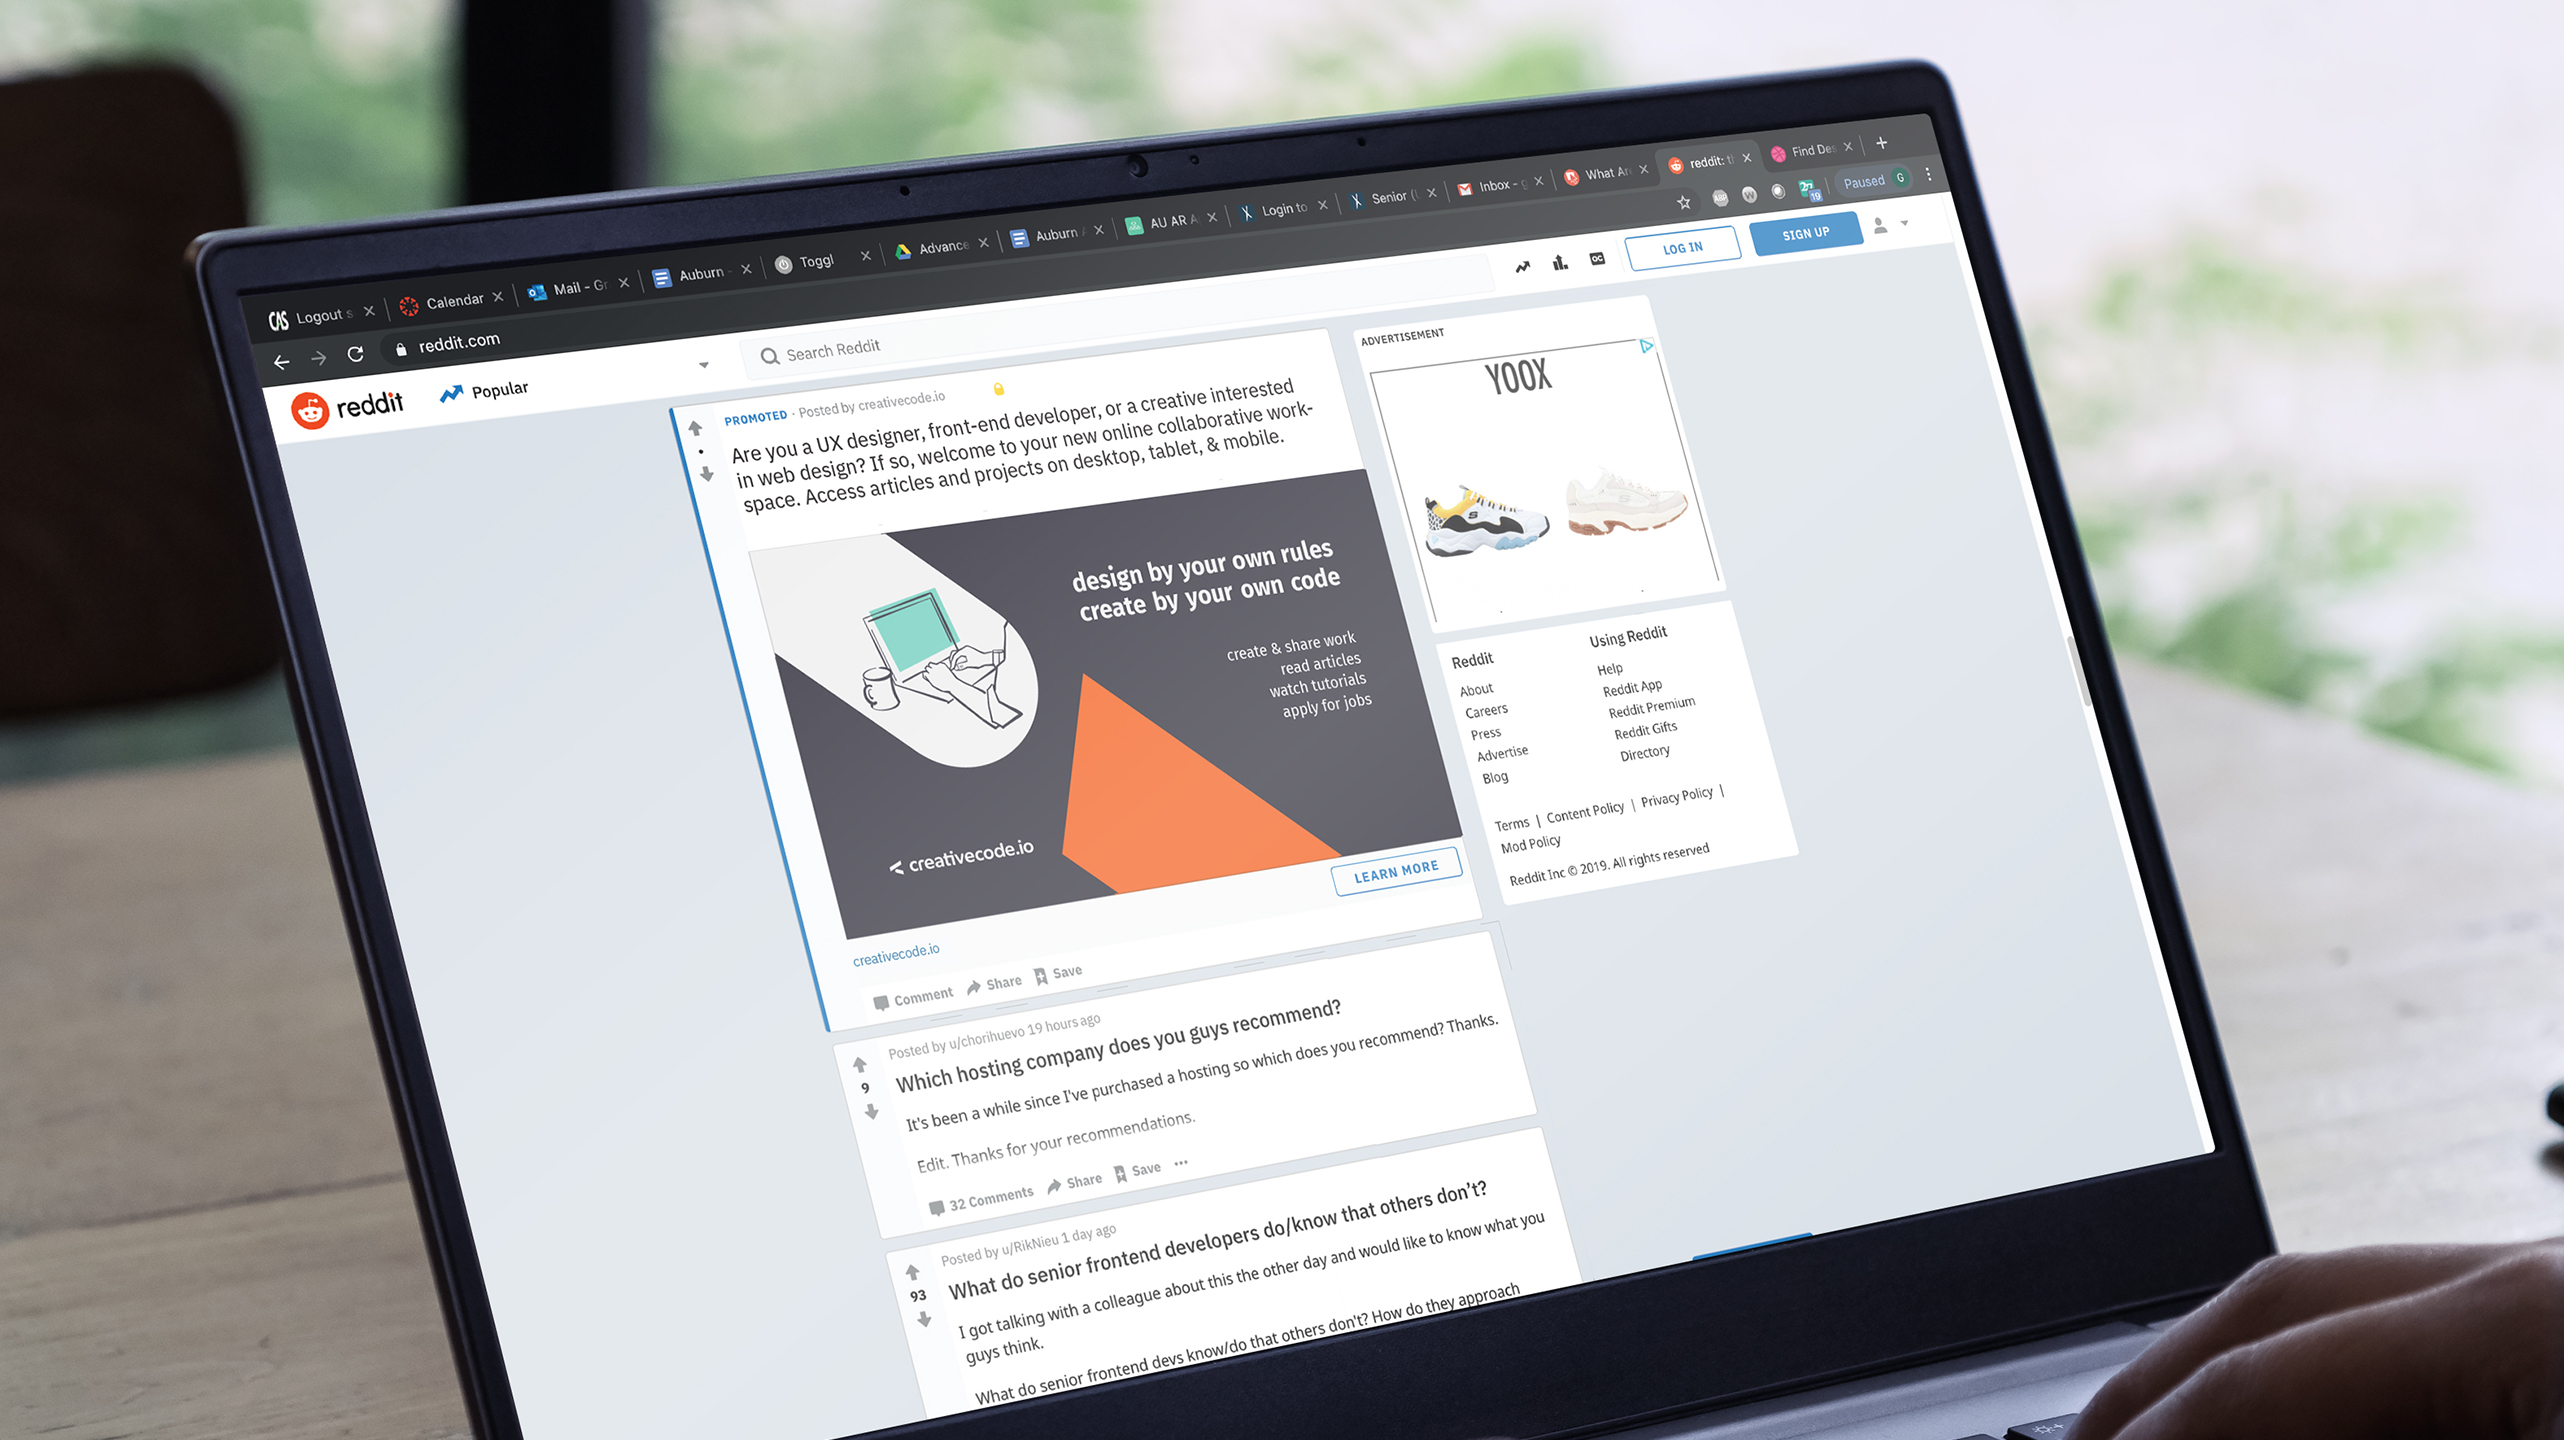 Logout s
Calendar
Mail - Gr
Auburn -
Toggl
Advance
Auburn A
AU AR A
Login to
Senior (
Inbox - g
What Are
reddit: t
Find Des
reddit.com
ABP
W
19
Paused
G
reddit
Popular
Search Reddit
OC
LOG IN
SIGN UP
PROMOTED · Posted by creativecode.io
Are you a UX designer, front-end developer, or a creative interested
in web design? If so, welcome to your new online collaborative work-
space. Access articles and projects on desktop, tablet, & mobile.
design by your own rules
create by your own code
create & share work
read articles
watch tutorials
apply for jobs
creativecode.io
LEARN MORE
creativecode.io
Comment
Share
Save
9
Posted by u/chorihuevo 19 hours ago
Which hosting company does you guys recommend?
It's been a while since I've purchased a hosting so which does you recommend? Thanks.
Edit. Thanks for your recommendations.
32 Comments
Share
Save
···
93
Posted by u/RikNieu 1 day ago
What do senior frontend developers do/know that others don't?
I got talking with a colleague about this the other day and would like to know what you
guys think.
What do senior frontend devs know/do that others don't? How do they approach
ADVERTISEMENT
YOOX
Reddit
About
Careers
Press
Advertise
Blog
Using Reddit
Help
Reddit App
Reddit Premium
Reddit Gifts
Directory
Terms | Content Policy | Privacy Policy |
Mod Policy
Reddit Inc © 2019. All rights reserved